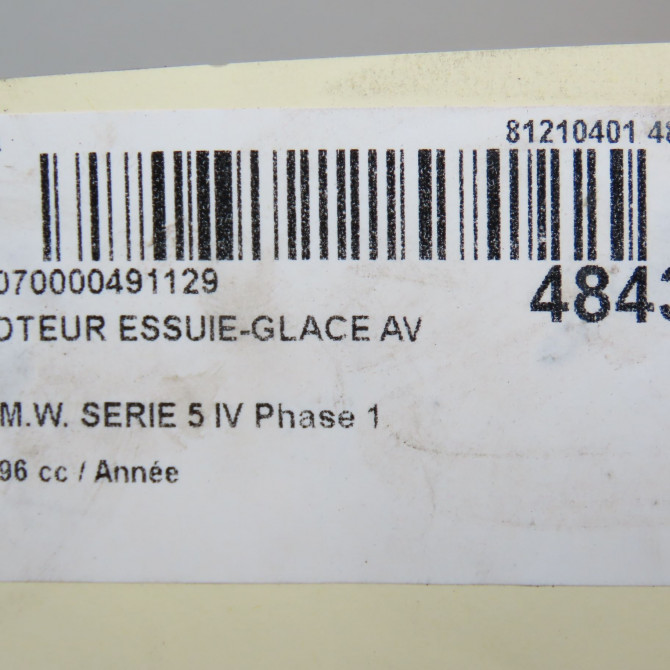 81210401 48
070000491129
4843
OTEUR ESSUIE-GLACE AV
.M.W. SERIE 5 IV Phase 1
96 cc / Année